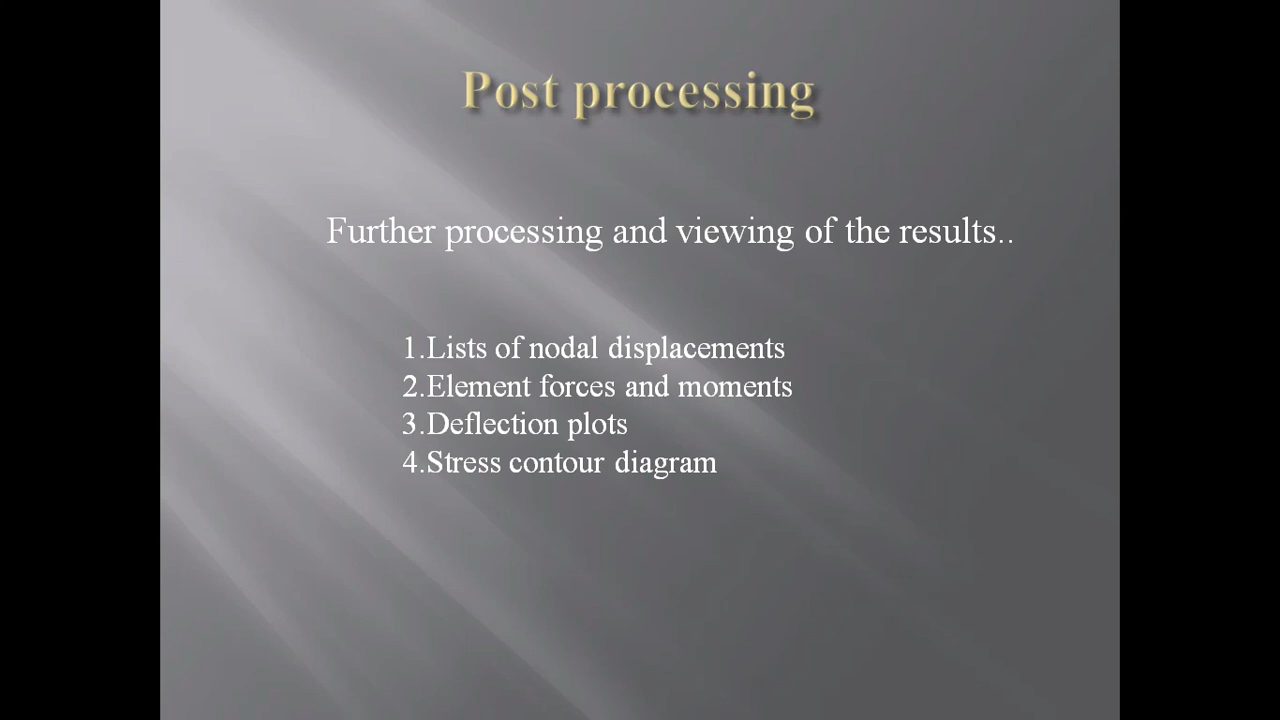 Post processing
Further processing and viewing of the results..
1.Lists of nodal displacements
2.Element forces and moments
3.Deflection plots
4.Stress contour diagram